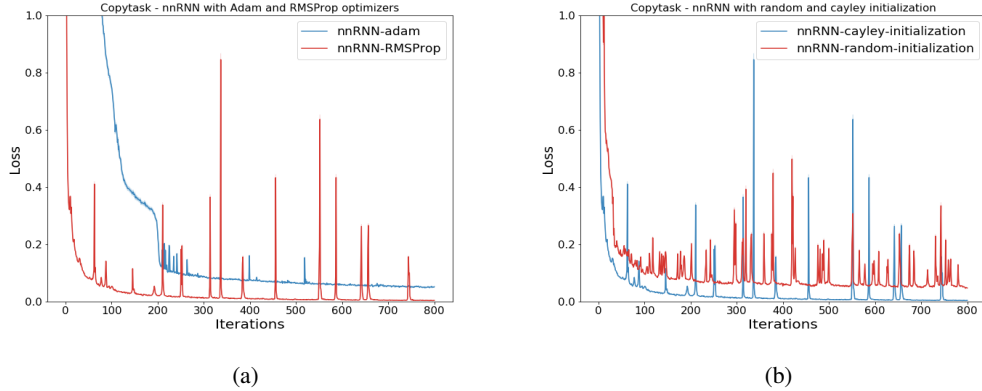 Copytask - nnRNN with Adam and RMSProp optimizers
nnRNN-adam
nnRNN-RMSProp
Loss
1.0
0.8
0.6
0.4
0.2
0.0
0 100 200 300 400 500 600 700 800
Iterations
(a)
Copytask - nnRNN with random and cayley initialization
nnRNN-cayley-initialization
nnRNN-random-initialization
Loss
1.0
0.8
0.6
0.4
0.2
0.0
0 100 200 300 400 500 600 700 800
Iterations
(b)